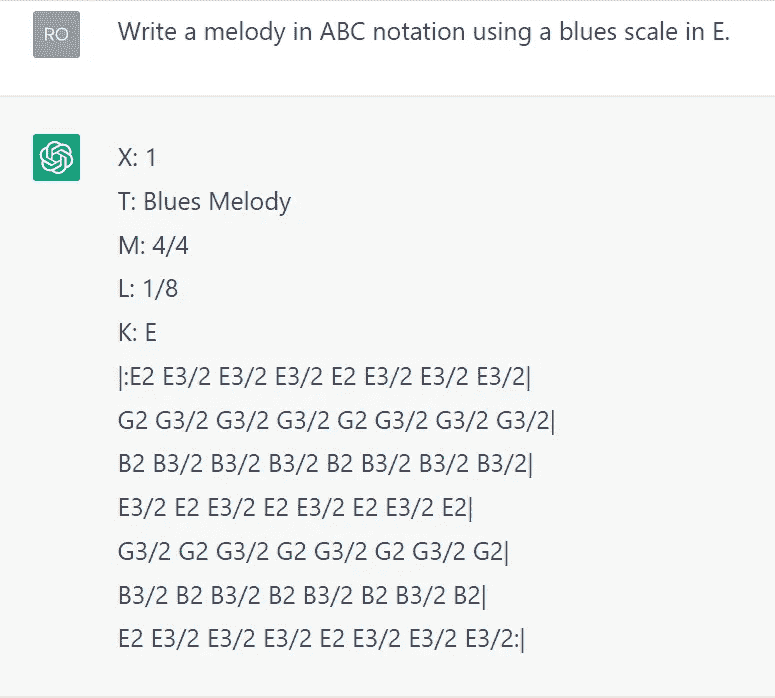 RO
Write a melody in ABC notation using a blues scale in E.
X: 1
T: Blues Melody
M: 4/4
L: 1/8
K: E
|:E2 E3/2 E3/2 E3/2 E2 E3/2 E3/2 E3/2|
G2 G3/2 G3/2 G3/2 G2 G3/2 G3/2 G3/2|
B2 B3/2 B3/2 B3/2 B2 B3/2 B3/2 B3/2|
E3/2 E2 E3/2 E2 E3/2 E2 E3/2 E2|
G3/2 G2 G3/2 G2 G3/2 G2 G3/2 G2|
B3/2 B2 B3/2 B2 B3/2 B2 B3/2 B2|
E2 E3/2 E3/2 E3/2 E2 E3/2 E3/2 E3/2:|